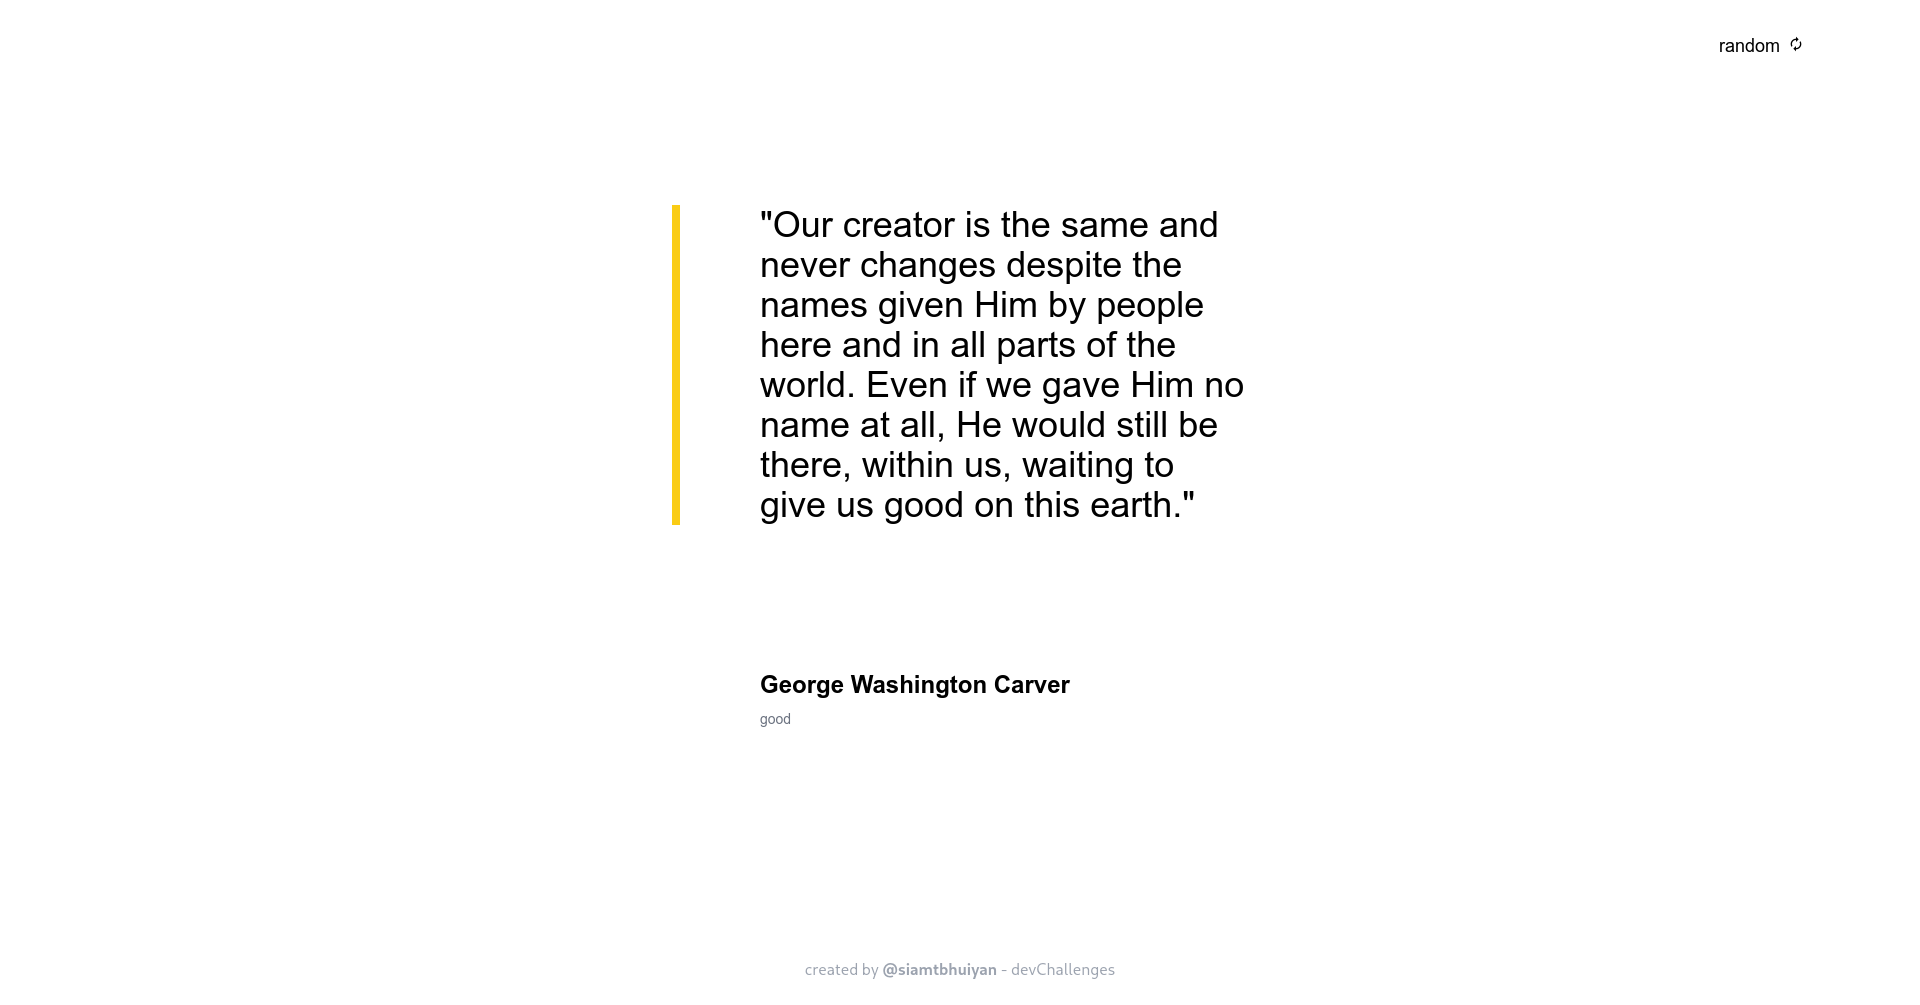 random
"Our creator is the same and
never changes despite the
names given Him by people
here and in all parts of the
world. Even if we gave Him no
name at all, He would still be
there, within us, waiting to
give us good on this earth."
George Washington Carver
good
created by @siamtbhuiyan - devChallenges